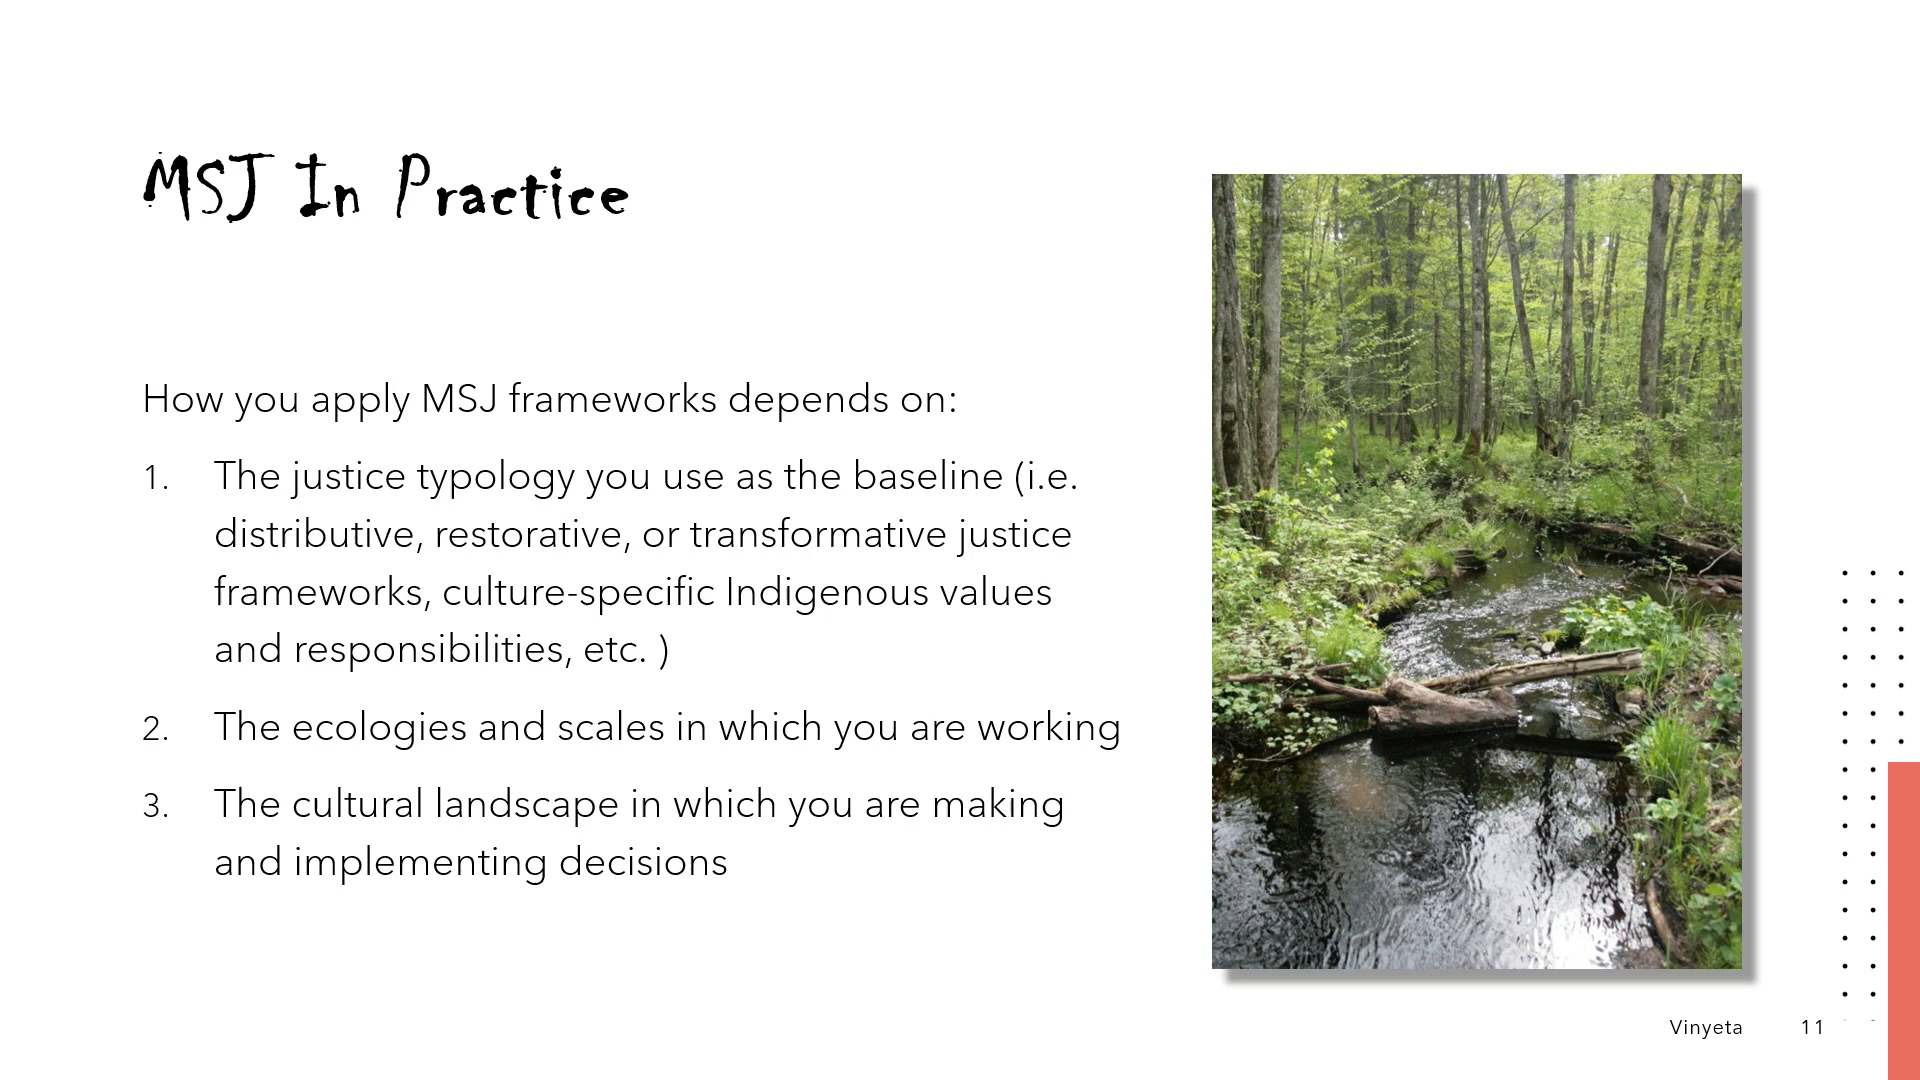 MSJ In Practice
How you apply MSJ frameworks depends on:
1. The justice typology you use as the baseline (i.e.
distributive, restorative, or transformative justice
frameworks, culture-specific Indigenous values
and responsibilities, etc. )
2. The ecologies and scales in which you are working
3. The cultural landscape in which you are making
and implementing decisions
Vinyeta 11